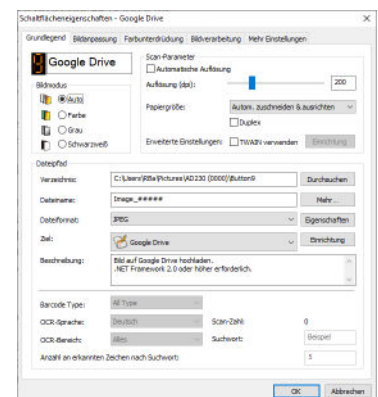 Schaltflächeneigenschaften - Google Drive
Grundlegend Bildanpassung Farbunterdrückung Bildverarbeitung Mehr Einstellungen
Google Drive
Scan-Parameter
Automatische Auflösung
Auflösung (dpi): 200
Bildmodus
Auto
Farbe
Grau
Schwarzweiß
Papiergröße: Autom. zuschneiden & ausrichten
Duplex
Erweiterte Einstellungen: TWAIN verwenden Einrichtung
Dateipfad
Verzeichnis: C:\Users\RBa\Pictures\AD230 (0000)\Button9 Durchsuchen
Dateiname: Image_##### Mehr...
Dateiformat: JPEG Eigenschaften
Ziel: Google Drive Einrichtung
Beschreibung: Bild auf Google Drive hochladen.
.NET Framework 2.0 oder höher erforderlich.
Barcode Type: All Type
OCR-Sprache: Deutsch Scan-Zahl: 0
OCR-Bereich: Alles Suchwort: Beispiel
Anzahl an erkannten Zeichen nach Suchwort: 5
OK Abbrechen